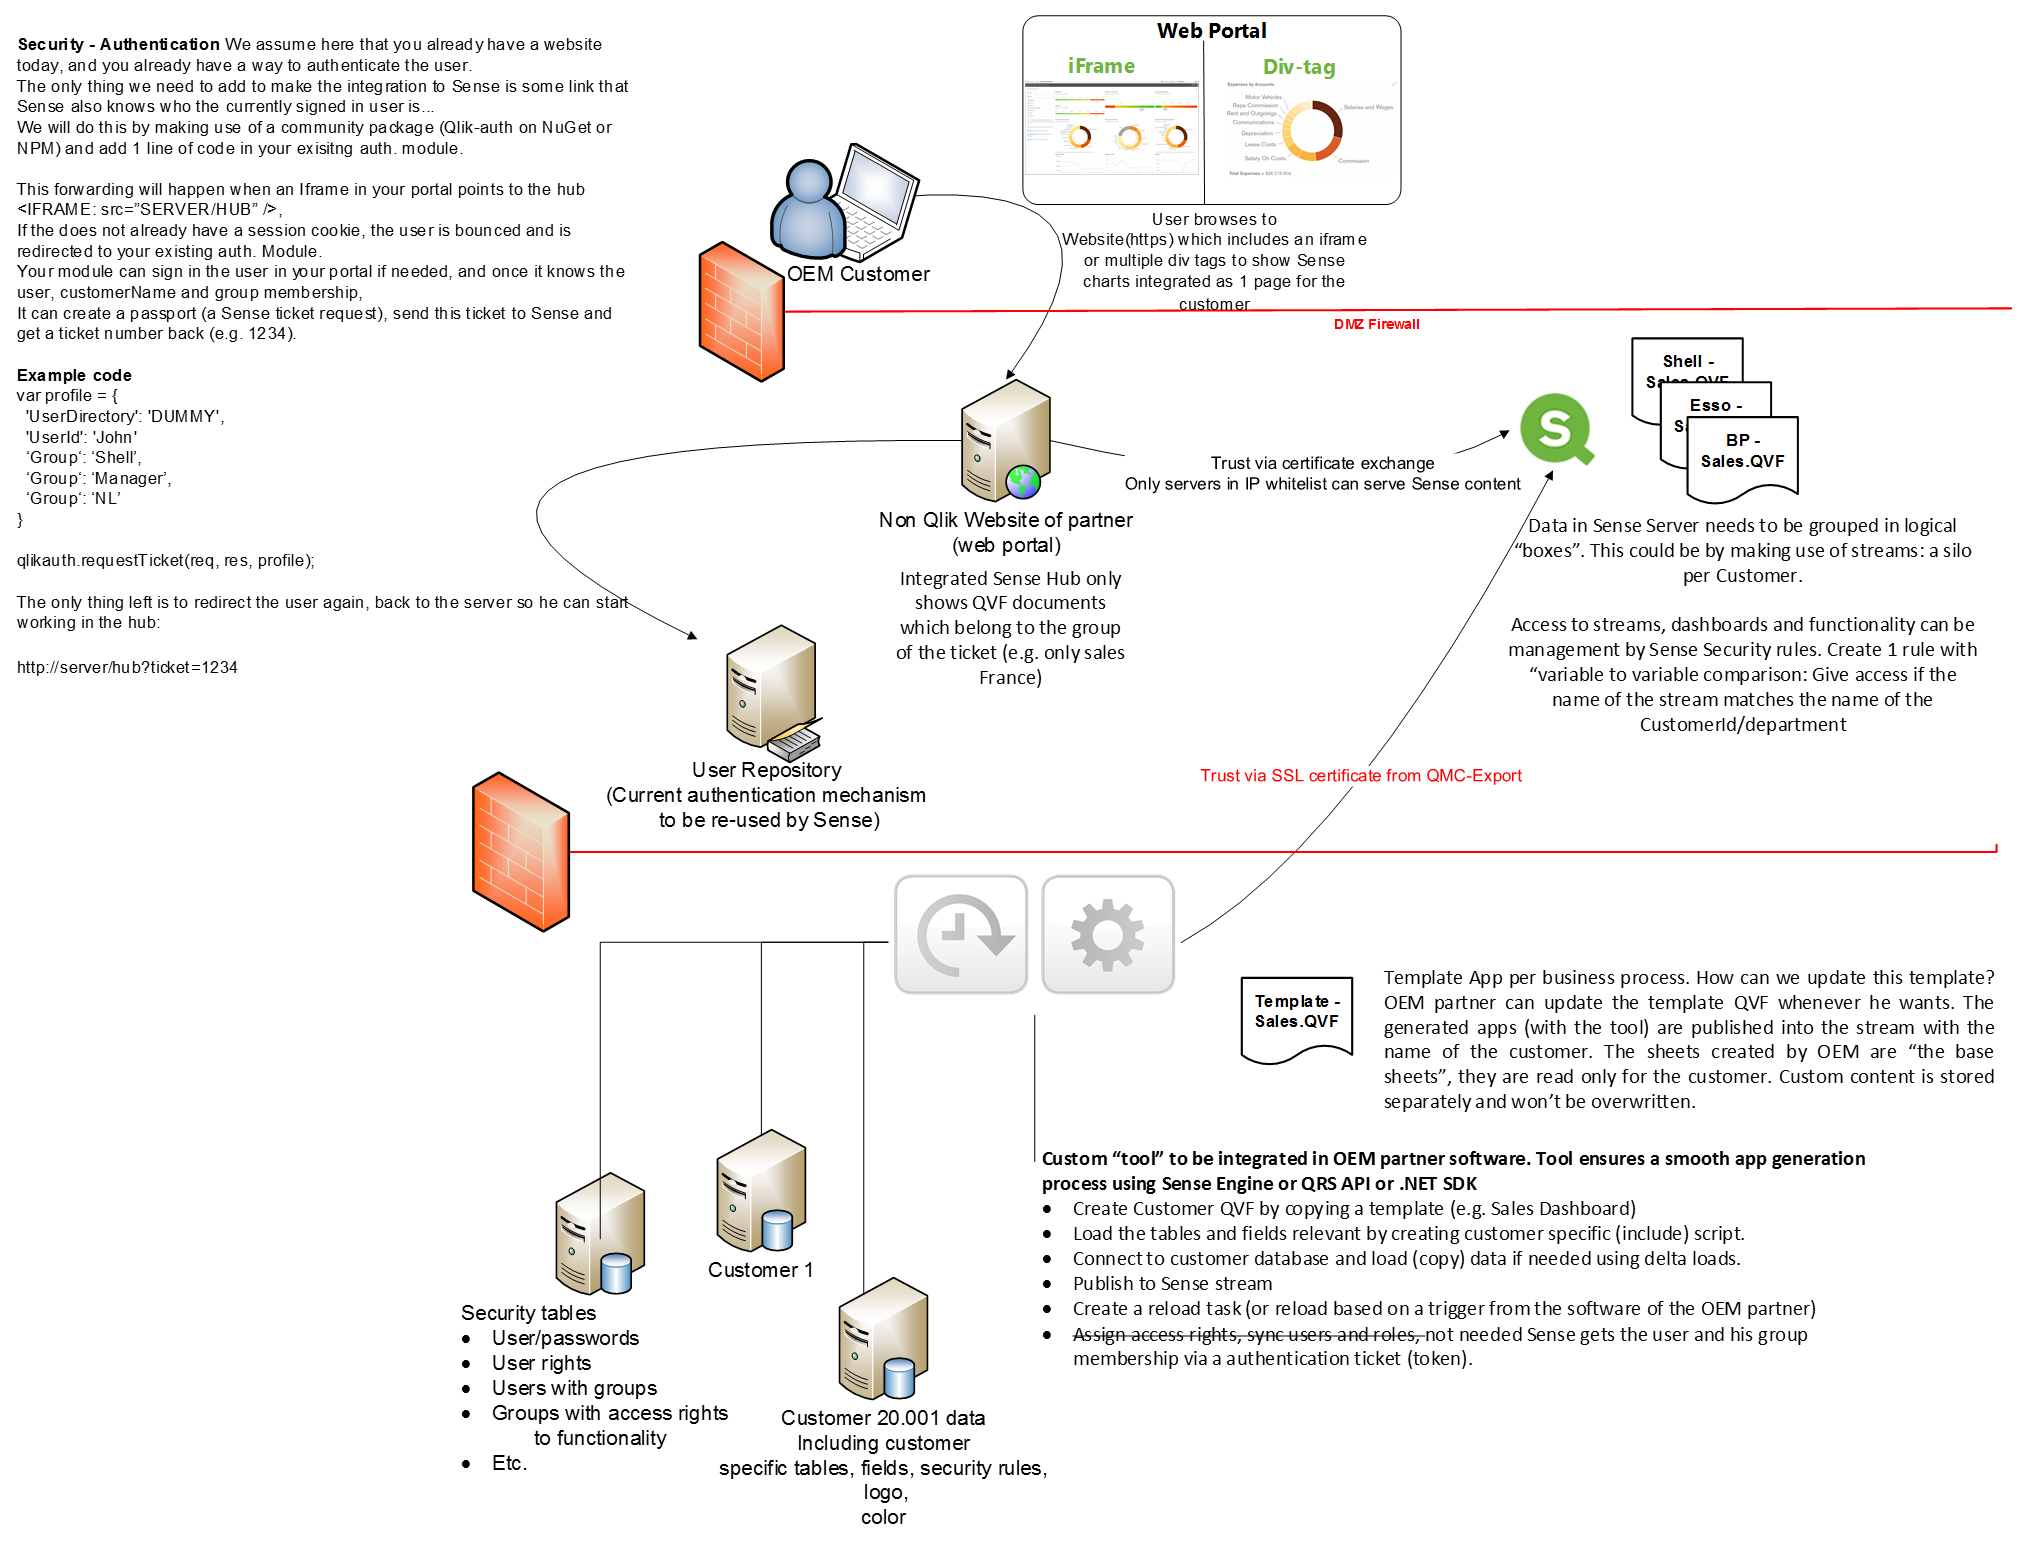 Security - Authentication We assume here that you already have a website
today, and you already have a way to authenticate the user.
The only thing we need to add to make the integration to Sense is some link that
Sense also knows who the currently signed in user is...
We will do this by making use of a community package (Qlik-auth on NuGet or
NPM) and add 1 line of code in your exisitng auth. module.
This forwarding will happen when an Iframe in your portal points to the hub
<IFRAME: src=”SERVER/HUB” />,
If the does not already have a session cookie, the user is bounced and is
redirected to your existing auth. Module.
Your module can sign in the user in your portal if needed, and once it knows the
user, customerName and group membership,
It can create a passport (a Sense ticket request), send this ticket to Sense and
get a ticket number back (e.g. 1234).
Example code
var profile = {
'UserDirectory': 'DUMMY',
'UserId': 'John'
‘Group‘: ‘Shell’,
‘Group‘: ‘Manager’,
‘Group‘: ‘NL’
}
qlikauth.requestTicket(req, res, profile);
The only thing left is to redirect the user again, back to the server so he can start
working in the hub:
http://server/hub?ticket=1234
Web Portal
iFrame
Div-tag
Expenses by Accounts
Motor Vehicles
Repa Commission
Rent and Outgoings
Communications
Depreciation
Lease Costs
Salary On Costs
Salaries and Wages
Commission
Total Expenses = $36 215 504
OEM Customer
User browses to
Website(https) which includes an iframe
or multiple div tags to show Sense
charts integrated as 1 page for the
customer
DMZ Firewall
Non Qlik Website of partner
(web portal)
Integrated Sense Hub only
shows QVF documents
which belong to the group
of the ticket (e.g. only sales
France)
Trust via certificate exchange
Only servers in IP whitelist can serve Sense content
S
Shell -
Sales.QVF
Esso -
BP -
Sales.QVF
Data in Sense Server needs to be grouped in logical
“boxes”. This could be by making use of streams: a silo
per Customer.
Access to streams, dashboards and functionality can be
management by Sense Security rules. Create 1 rule with
“variable to variable comparison: Give access if the
name of the stream matches the name of the
CustomerId/department
User Repository
(Current authentication mechanism
to be re-used by Sense)
Trust via SSL certificate from QMC-Export
Template -
Sales.QVF
Template App per business process. How can we update this template?
OEM partner can update the template QVF whenever he wants. The
generated apps (with the tool) are published into the stream with the
name of the customer. The sheets created by OEM are “the base
sheets”, they are read only for the customer. Custom content is stored
separately and won’t be overwritten.
Custom “tool” to be integrated in OEM partner software. Tool ensures a smooth app generation
process using Sense Engine or QRS API or .NET SDK
• Create Customer QVF by copying a template (e.g. Sales Dashboard)
• Load the tables and fields relevant by creating customer specific (include) script.
• Connect to customer database and load (copy) data if needed using delta loads.
• Publish to Sense stream
• Create a reload task (or reload based on a trigger from the software of the OEM partner)
• Assign access rights, sync users and roles, not needed Sense gets the user and his group
membership via a authentication ticket (token).
Customer 1
Security tables
• User/passwords
• User rights
• Users with groups
• Groups with access rights
to functionality
• Etc.
Customer 20.001 data
Including customer
specific tables, fields, security rules,
logo,
color